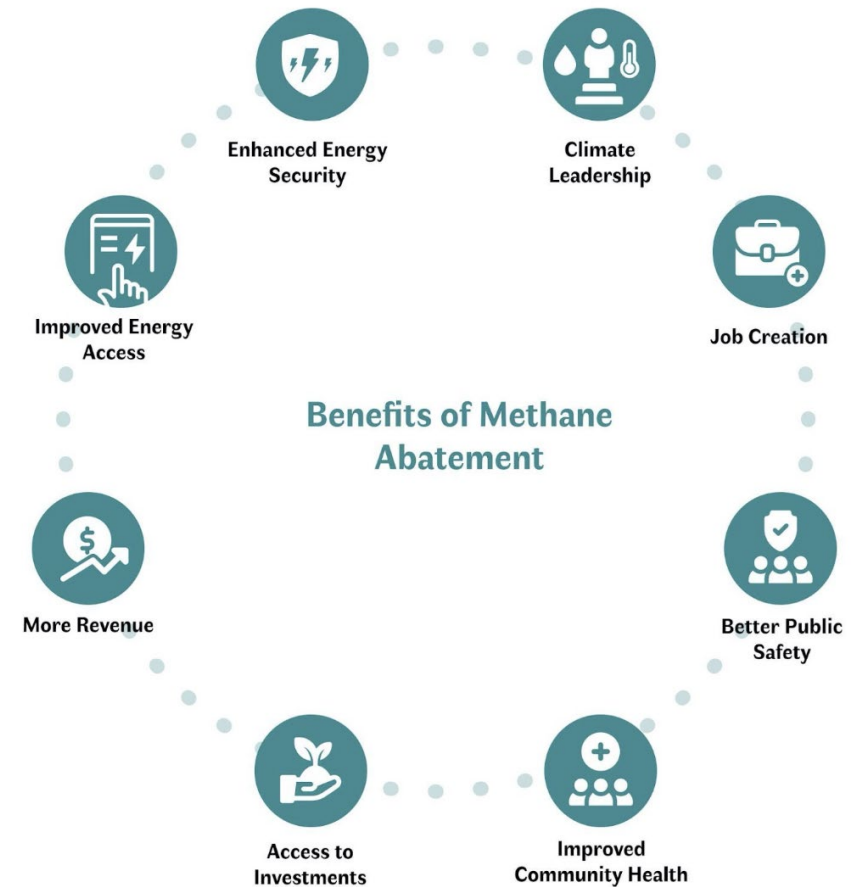 Enhanced Energy
Security
Climate
Leadership
Improved Energy
Access
Job Creation
Benefits of Methane
Abatement
More Revenue
Better Public
Safety
Access to
Investments
Improved
Community Health